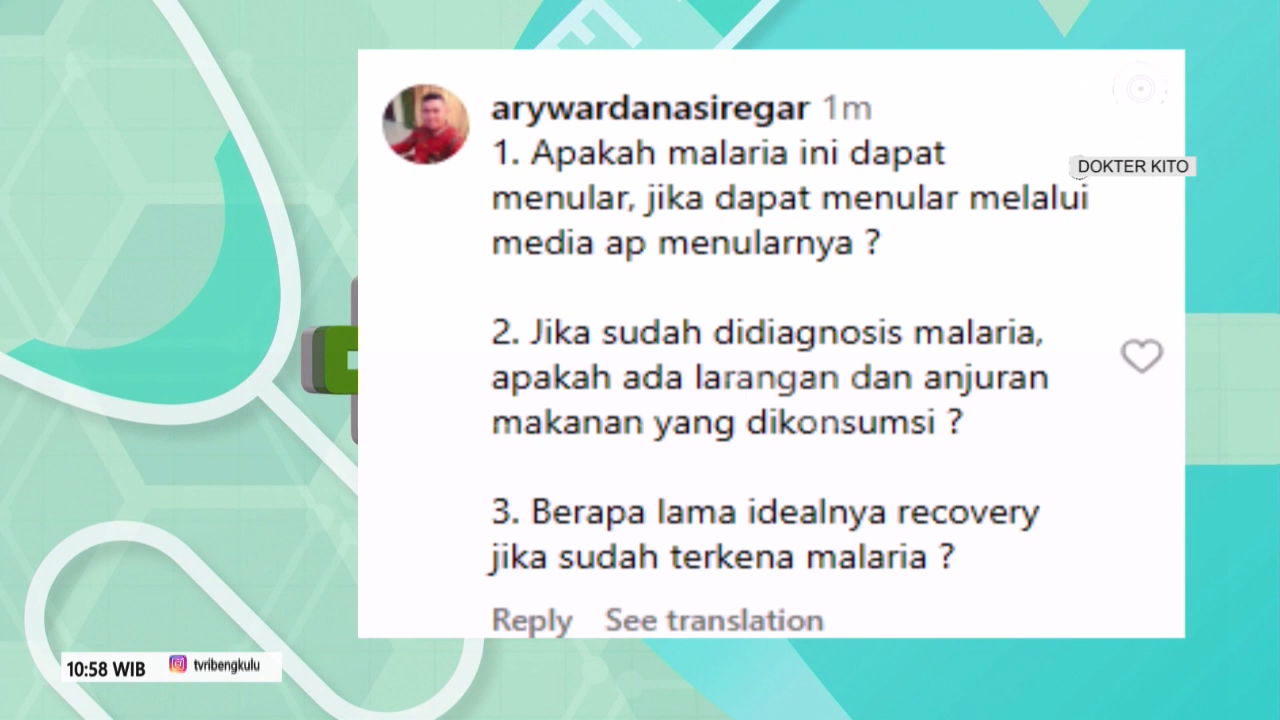 arywardanasiregar 1m
1. Apakah malaria ini dapat
menular, jika dapat menular melalui
media ap menularnya ?
DOKTER KITO
2. Jika sudah didiagnosis malaria,
apakah ada larangan dan anjuran
makanan yang dikonsumsi ?
3. Berapa lama idealnya recovery
jika sudah terkena malaria ?
Reply See translation
10:58 WIB tvribengkulu